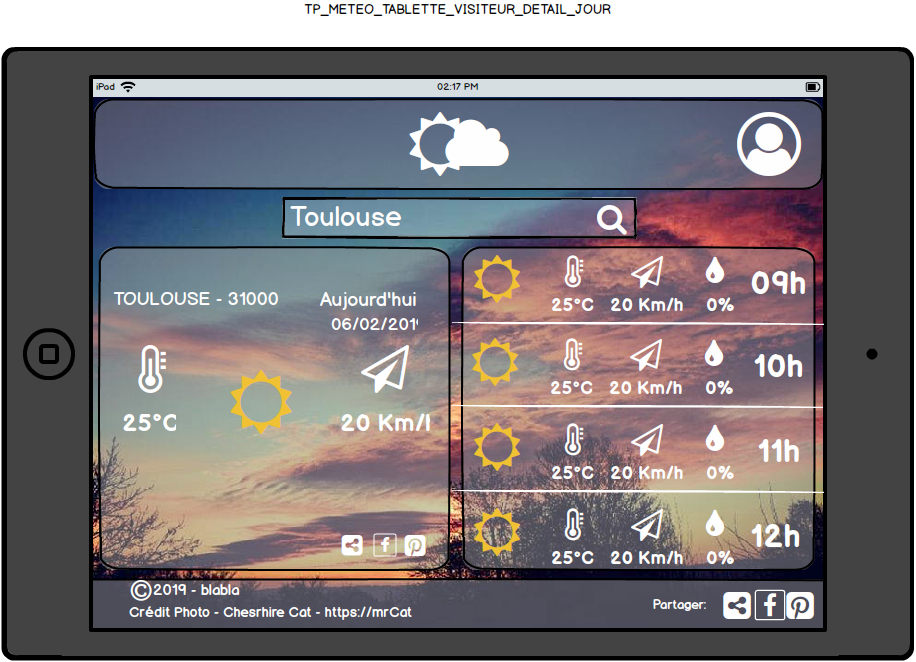 TP_METEO_TABLETTE_VISITEUR_DETAIL_JOUR
iPad 02:17 PM
Toulouse
TOULOUSE - 31000 Aujourd'hui
06/02/201
25°C 20 Km/
25°C 20 Km/h 0% 09h
25°C 20 Km/h 0% 10h
25°C 20 Km/h 0% 11h
25°C 20 Km/h 0% 12h
©2019 - blabla
Crédit Photo - Chesrhire Cat - https://mrCat
Partager: